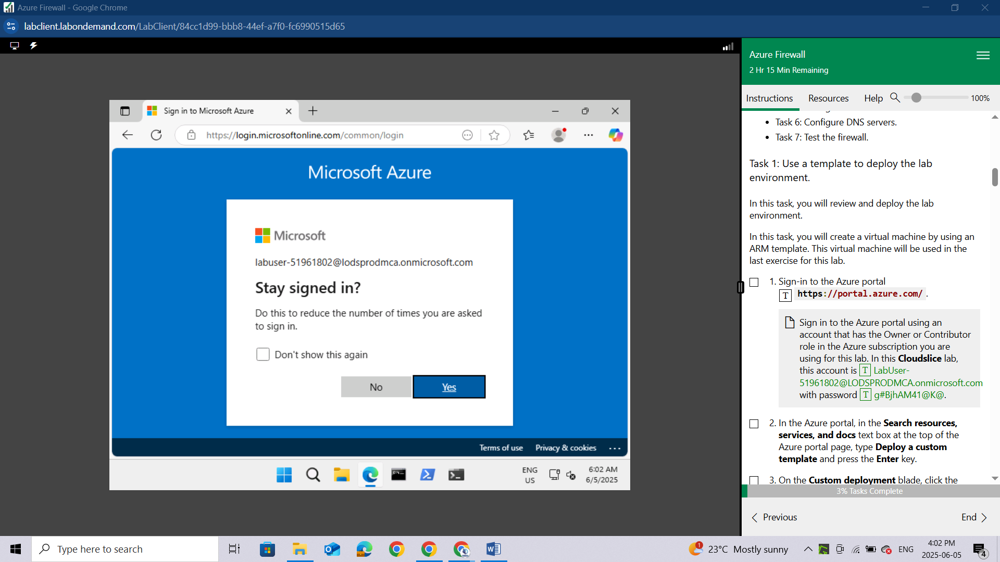 Azure Firewall - Google Chrome
labclient.labondemand.com/LabClient/84cc1d99-bbb8-44ef-a7f0-fc6990515d65
Sign in to Microsoft Azure
https://login.microsoftonline.com/common/login
Microsoft Azure
Microsoft
labuser-51961802@lodsprodmca.onmicrosoft.com
Stay signed in?
Do this to reduce the number of times you are asked
to sign in.
Don't show this again
No
Yes
Terms of use
Privacy & cookies
ENG
US
6:02 AM
6/5/2025
Azure Firewall
2 Hr 15 Min Remaining
Instructions
Resources
Help
100%
• Task 6: Configure DNS servers.
• Task 7: Test the firewall.
Task 1: Use a template to deploy the lab
environment.
In this task, you will review and deploy the lab
environment.
In this task, you will create a virtual machine by using an
ARM template. This virtual machine will be used in the
last exercise for this lab.
1. Sign-in to the Azure portal
T https://portal.azure.com/ .
Sign in to the Azure portal using an
account that has the Owner or Contributor
role in the Azure subscription you are
using for this lab. In this Cloudslice lab,
this account is T LabUser-
51961802@LODSPRODMCA.onmicrosoft.com
with password T g#BjhAM41@K@.
2. In the Azure portal, in the Search resources,
services, and docs text box at the top of the
Azure portal page, type Deploy a custom
template and press the Enter key.
3. On the Custom deployment blade, click the
3% Tasks Complete
Previous
End
Type here to search
1
23°C Mostly sunny
ENG
4:02 PM
2025-06-05
4